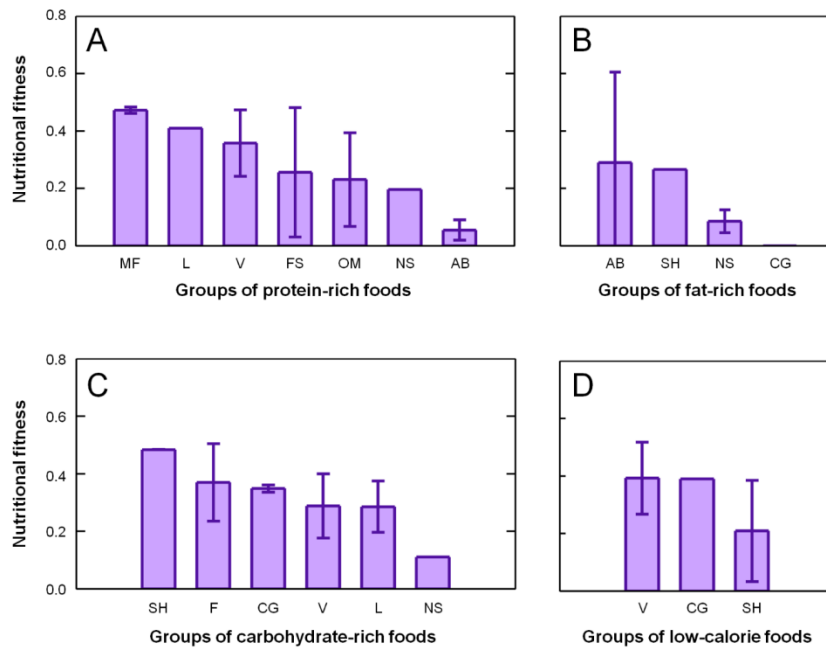 A
B
Nutritional fitness
0.8
0.6
0.4
0.2
0.0
MF L V FS OM NS AB
Groups of protein-rich foods
AB SH NS CG
Groups of fat-rich foods
C
D
Nutritional fitness
0.8
0.6
0.4
0.2
0.0
SH F CG V L NS
Groups of carbohydrate-rich foods
V CG SH
Groups of low-calorie foods